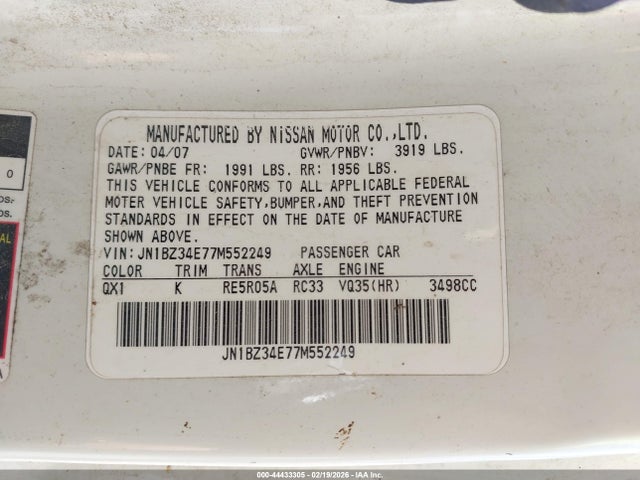 MANUFACTURED BY NISSAN MOTOR CO.,LTD.
DATE: 04/07 GVWR/PNBV: 3919 LBS.
GAWR/PNBE FR: 1991 LBS. RR: 1956 LBS.
THIS VEHICLE CONFORMS TO ALL APPLICABLE FEDERAL
MOTER VEHICLE SAFETY,BUMPER,AND THEFT PREVENTION
STANDARDS IN EFFECT ON THE DATE OF MANUFACTURE
SHOWN ABOVE.
VIN: JN1BZ34E77M552249 PASSENGER CAR
COLOR TRIM TRANS AXLE ENGINE
QX1 K RE5R05A RC33 VQ35(HR) 3498CC
JN1BZ34E77M552249
0
000-44433305 - 02/19/2026 - IAA Inc.